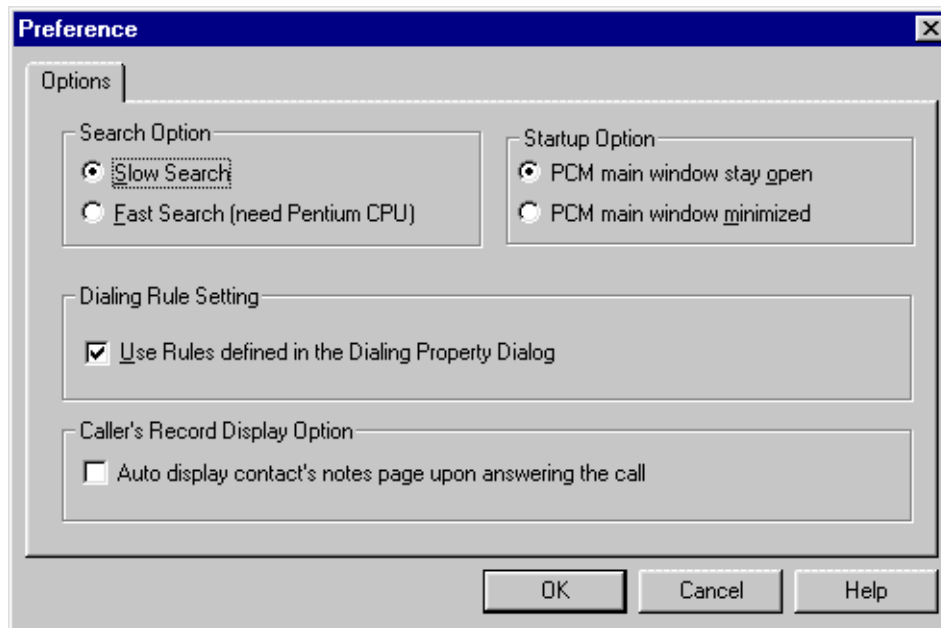 Preference
Options
Search Option
Slow Search
Fast Search (need Pentium CPU)
Startup Option
PCM main window stay open
PCM main window minimized
Dialing Rule Setting
Use Rules defined in the Dialing Property Dialog
Caller's Record Display Option
Auto display contact's notes page upon answering the call
OK
Cancel
Help